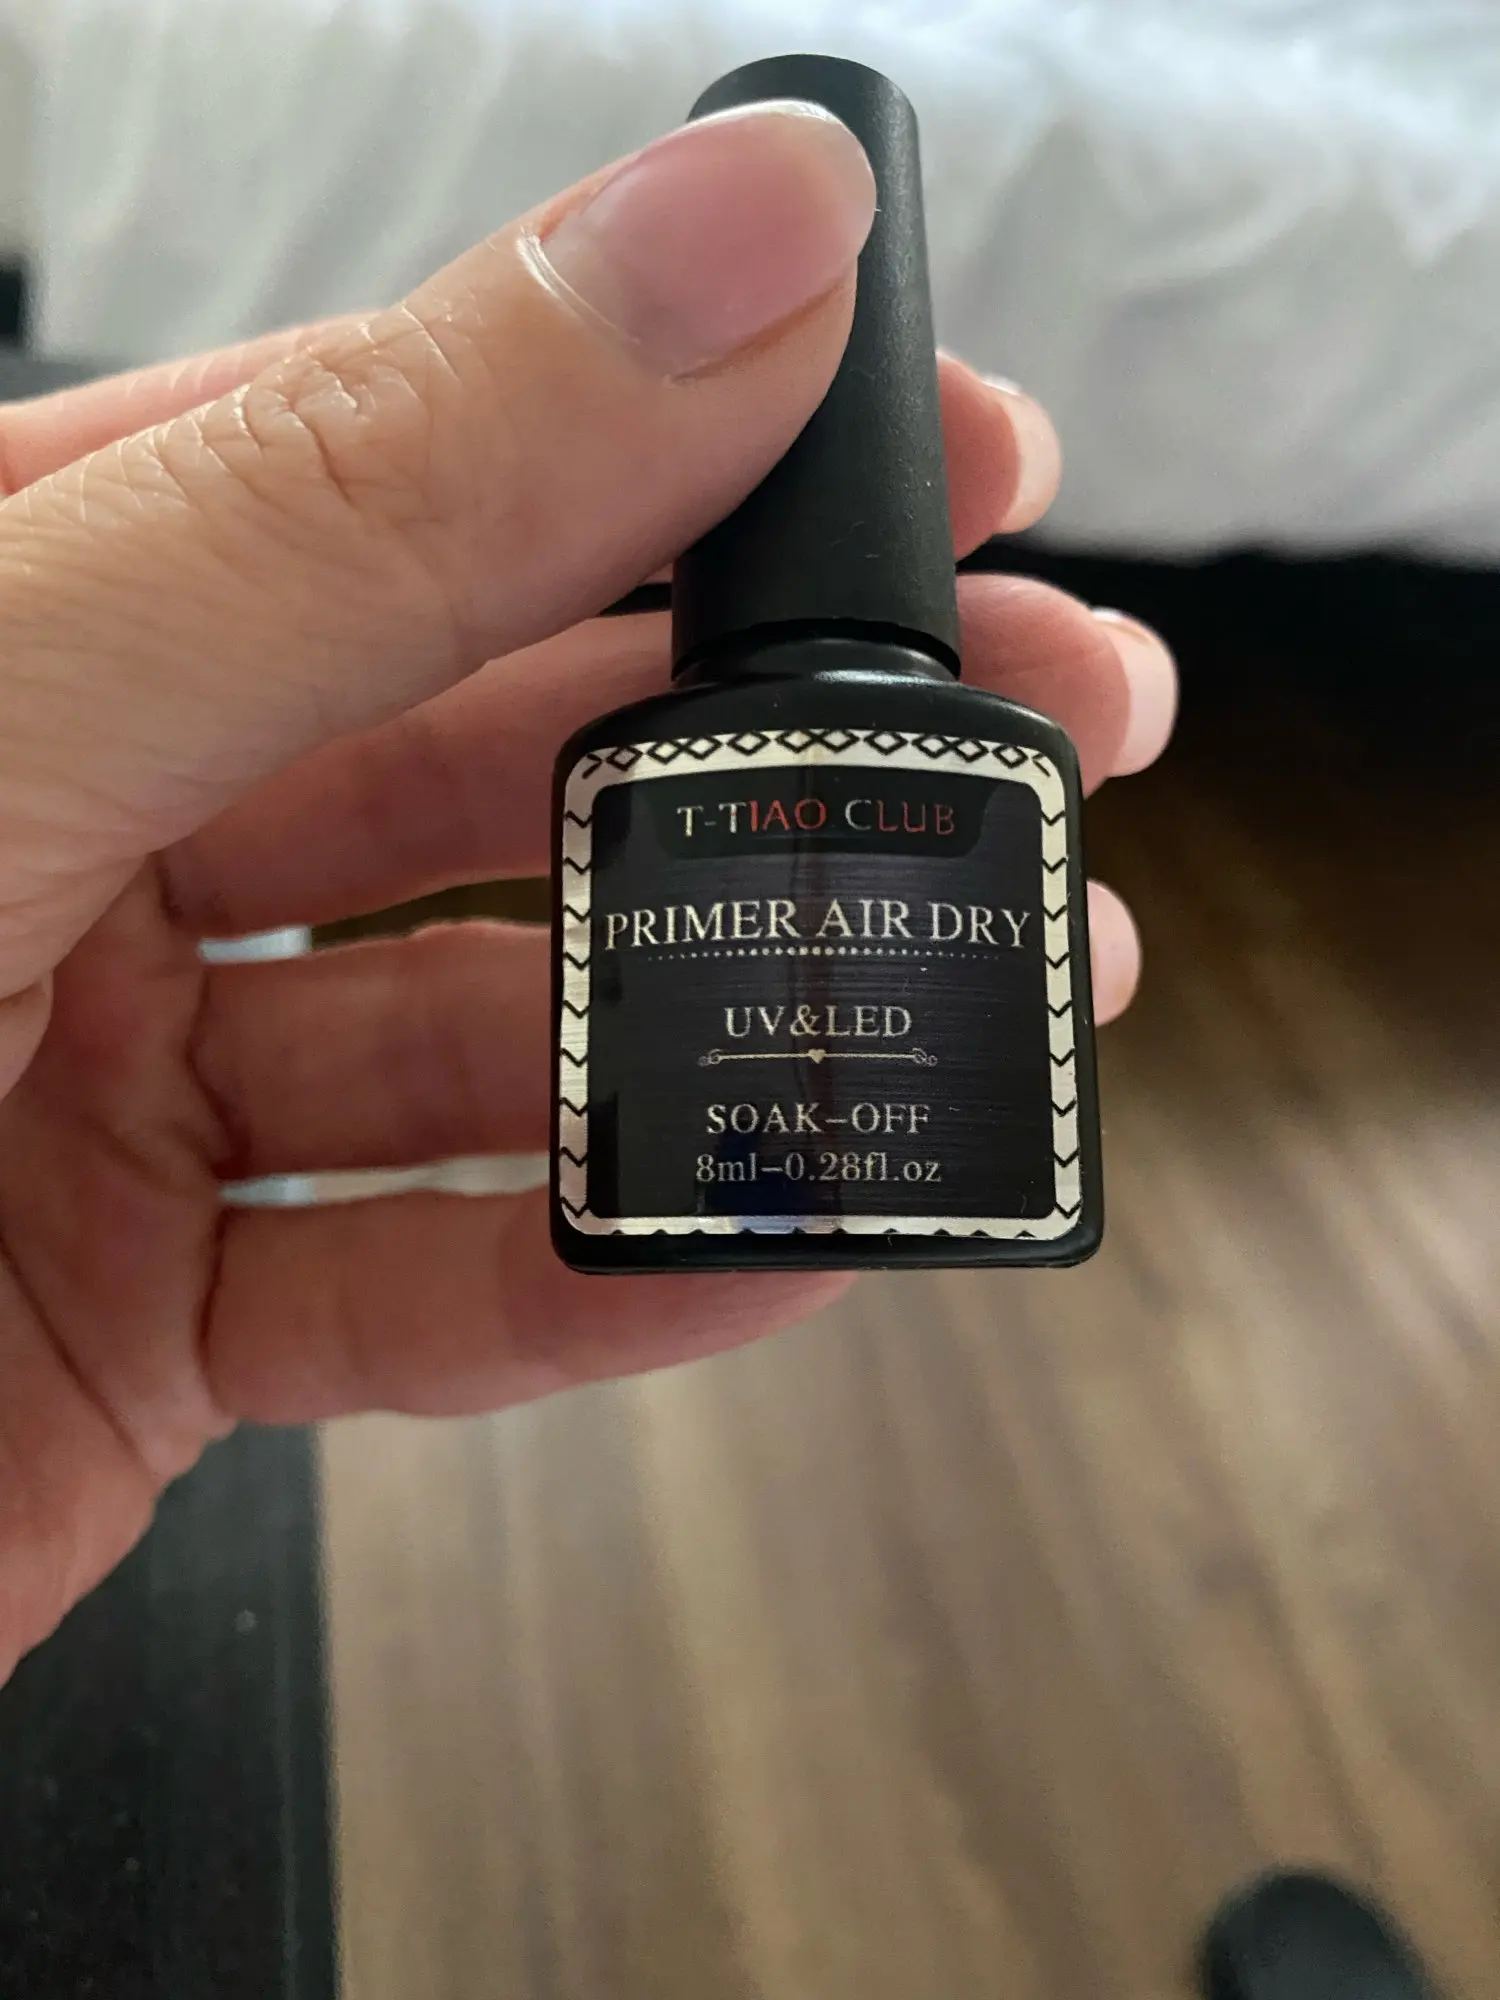 T-TIAO CLUB
PRIMER AIR DRY
UV&LED
SOAK-OFF
8ml-0.28fl.oz